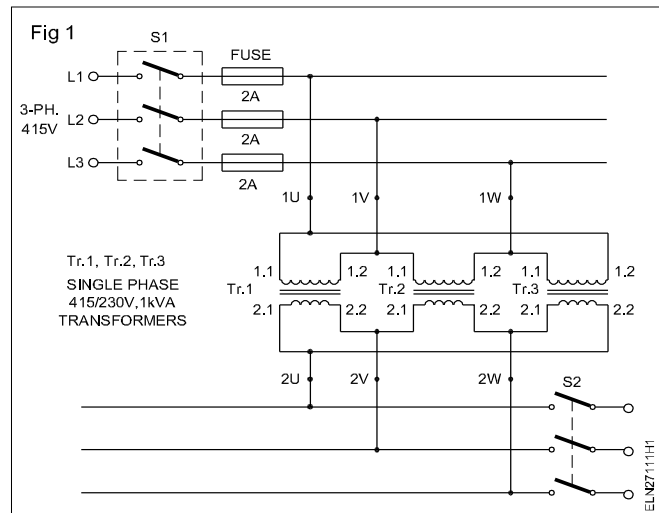 Fig 1
S1
FUSE
L1
2A
3-PH.
415V
L2
2A
L3
2A
1U
1V
1W
Tr.1, Tr.2, Tr.3
SINGLE PHASE
415/230V,1kVA
TRANSFORMERS
1.1
1.2
1.1
1.2
1.1
1.2
Tr.1
Tr.2
Tr.3
2.1
2.2
2.1
2.2
2.1
2.2
2U
2V
2W
S2
ELN27111H1